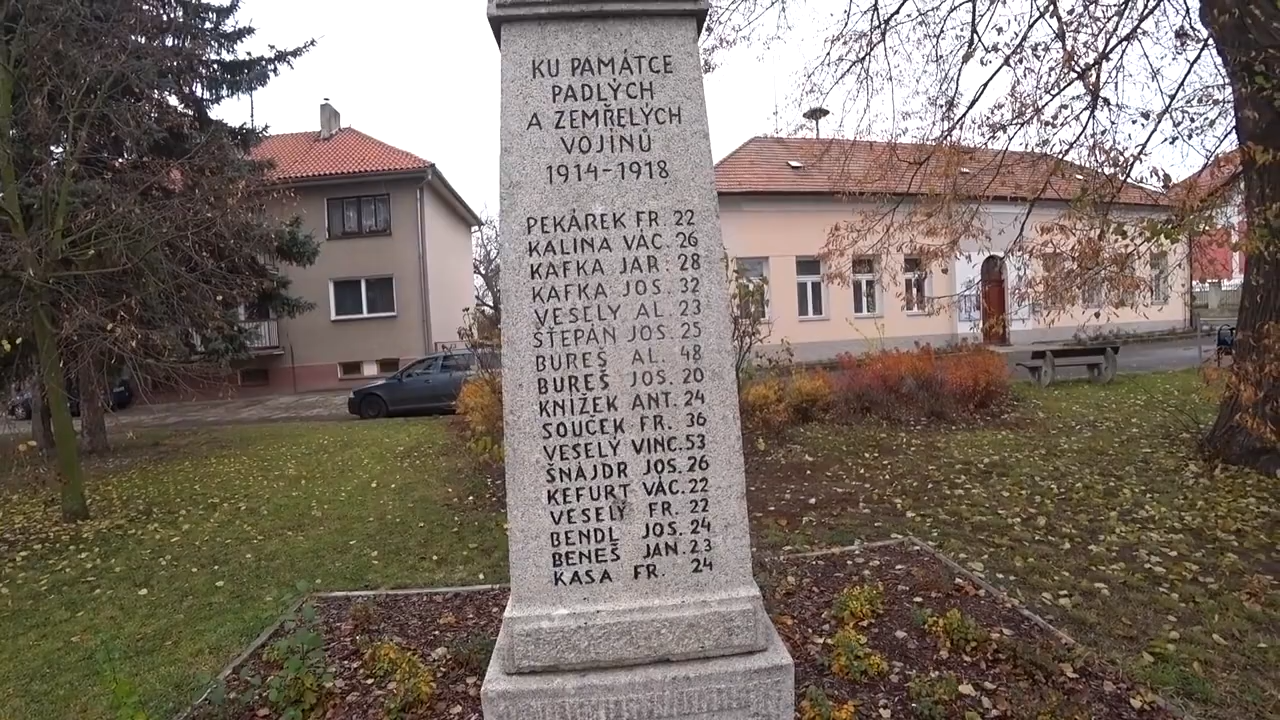 KU PAMÁTCE
PADLÝCH
A ZEMŘELÝCH
VOJÍNŮ
1914-1918
PEKÁREK FR 22
KALINA VÁC. 26
KAFKA JAR. 28
KAFKA JOS. 32
VESELÝ AL. 23
ŠTĚPÁN JOS. 25
BUREŠ AL. 48
BUREŠ JOS. 20
KNÍŽEK ANT. 24
SOUČEK FR. 36
VESELÝ VINC. 53
ŠNAJDR JOS. 26
KEFURT VÁC. 22
VESELÝ FR. 22
BENDL JOS. 24
BENEŠ JAN. 23
KASA FR. 24